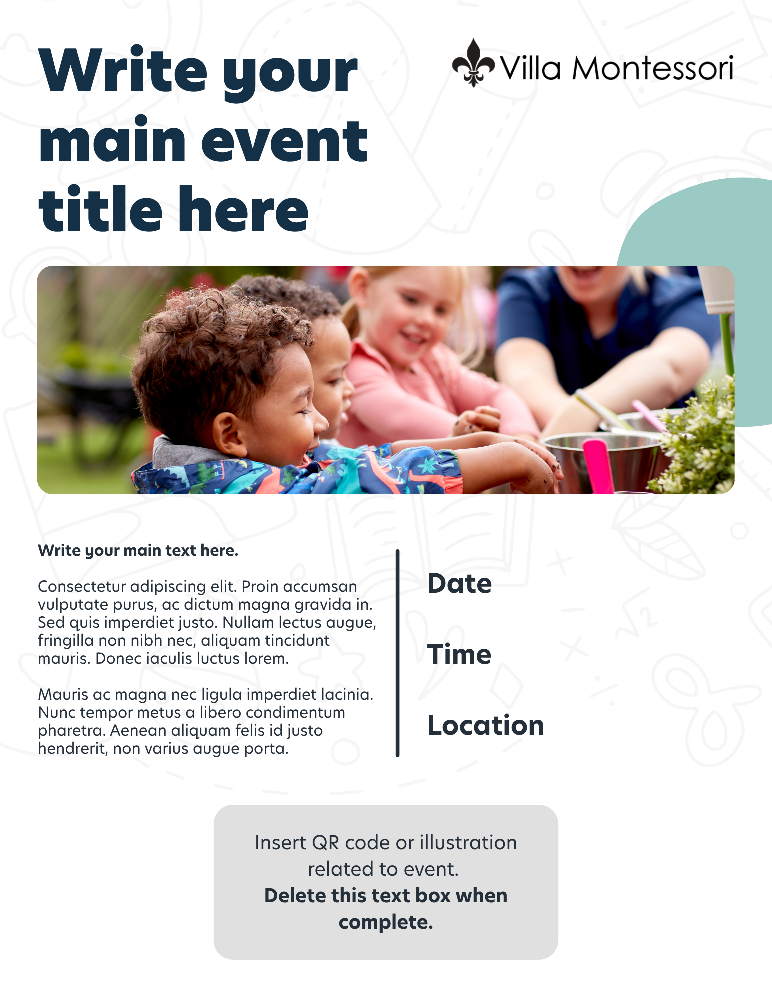 Write your
main event
title here
Villa Montessori
Write your main text here.
Consectetur adipiscing elit. Proin accumsan
vulputate purus, ac dictum magna gravida in.
Sed quis imperdiet justo. Nullam lectus augue,
fringilla non nibh nec, aliquam tincidunt
mauris. Donec iaculis luctus lorem.
Mauris ac magna nec ligula imperdiet lacinia.
Nunc tempor metus a libero condimentum
pharetra. Aenean aliquam felis id justo
hendrerit, non varius augue porta.
Date
Time
Location
Insert QR code or illustration
related to event.
Delete this text box when
complete.